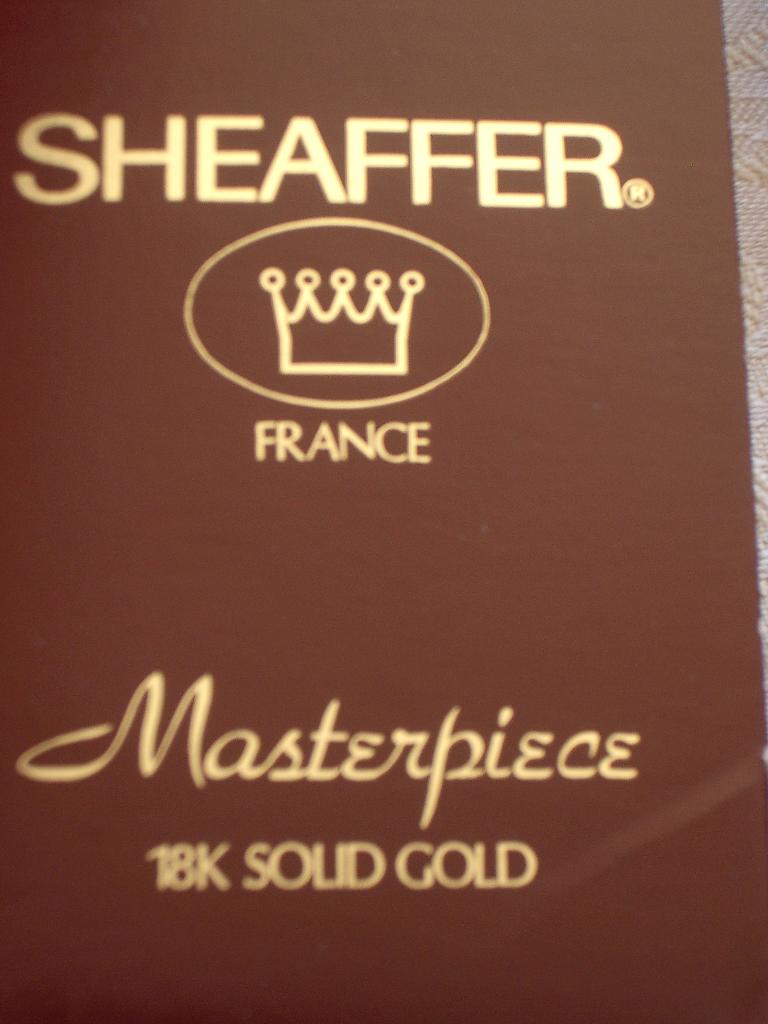 SHEAFFER®
FRANCE
Masterpiece
18K SOLID GOLD